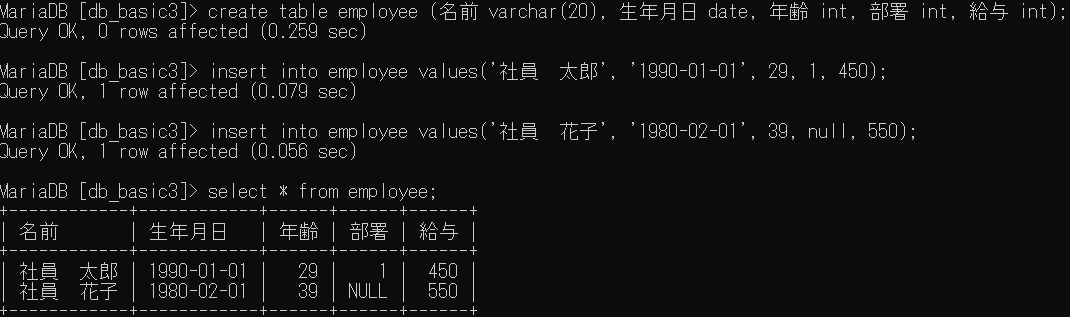 MariaDB [db_basic3]> create table employee (名前 varchar(20), 生年月日 date, 年齢 int, 部署 int, 給与 int);
Query OK, 0 rows affected (0.259 sec)
MariaDB [db_basic3]> insert into employee values('社員　太郎', '1990-01-01', 29, 1, 450);
Query OK, 1 row affected (0.079 sec)
MariaDB [db_basic3]> insert into employee values('社員　花子', '1980-02-01', 39, null, 550);
Query OK, 1 row affected (0.056 sec)
MariaDB [db_basic3]> select * from employee;
+------------+------------+------+------+------+
| 名前       | 生年月日   | 年齢 | 部署 | 給与 |
+------------+------------+------+------+------+
| 社員　太郎 | 1990-01-01 |   29 |    1 |  450 |
| 社員　花子 | 1980-02-01 |   39 | NULL |  550 |
+------------+------------+------+------+------+